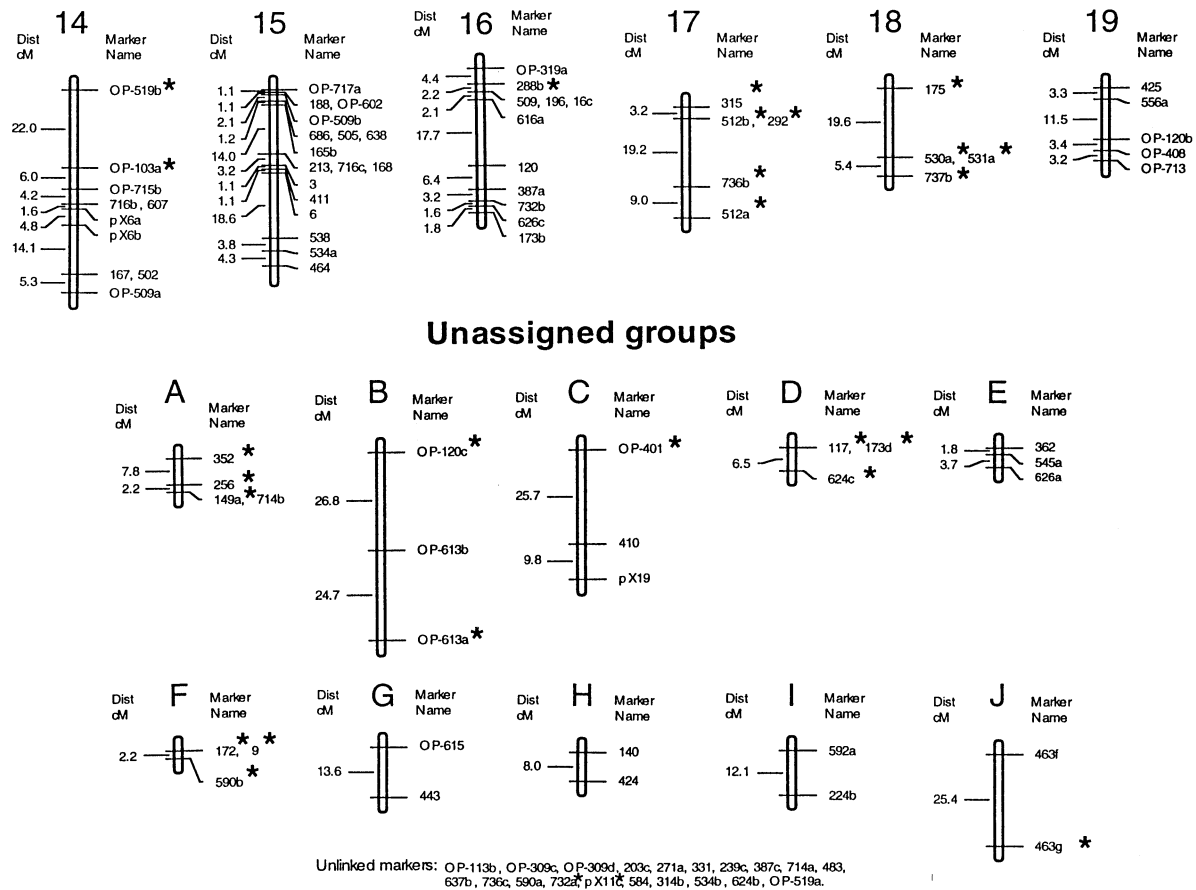 14 15 16 17 18 19
Dist cM Marker Name
OP-519b*
22.0
OP-103a*
6.0
OP-715b
4.2
716b, 607
1.6
pX6a
4.8
pX6b
14.1
167, 502
5.3
OP-509a
Dist cM Marker Name
1.1 OP-717a
1.1 188, OP-602
2.1 OP-509b
1.2 686, 505, 638
14.0 165b
3.2 213, 716c, 168
1.1 3
1.1 411
18.6 6
538
3.8
534a
4.3
464
Dist cM Marker Name
OP-319a
4.4
288b*
2.2
509, 196, 16c
2.1
616a
17.7
120
6.4
387a
3.2
732b
1.6
626c
1.8
173b
Dist cM Marker Name
*
315
3.2
512b,* 292*
19.2
736b*
9.0
512a*
Dist cM Marker Name
175*
19.6
530a,* 531a*
5.4
737b*
Dist cM Marker Name
425
3.3
556a
11.5
OP-120b
3.4
OP-408
3.2
OP-713
Unassigned groups
A B C D E
Dist cM Marker Name
352*
7.8
256*
2.2
149a,* 714b
Dist cM Marker Name
OP-120c*
26.8
OP-613b
24.7
OP-613a*
Dist cM Marker Name
OP-401*
25.7
410
9.8
pX19
Dist cM Marker Name
117,* 173d*
6.5
624c*
Dist cM Marker Name
1.8 362
3.7 545a
626a
F G H I J
Dist cM Marker Name
172,* 9*
2.2
590b*
Dist cM Marker Name
OP-615
13.6
443
Dist cM Marker Name
140
8.0
424
Dist cM Marker Name
592a
12.1
224b
Dist cM Marker Name
463f
25.4
463g*
Unlinked markers: OP-113b, OP-309c, OP-309d, 203c, 271a, 331, 239c, 387c, 714a, 483,
637b, 736c, 590a, 732a,* pX11c,* 584, 314b, 534b, 624b, OP-519a.